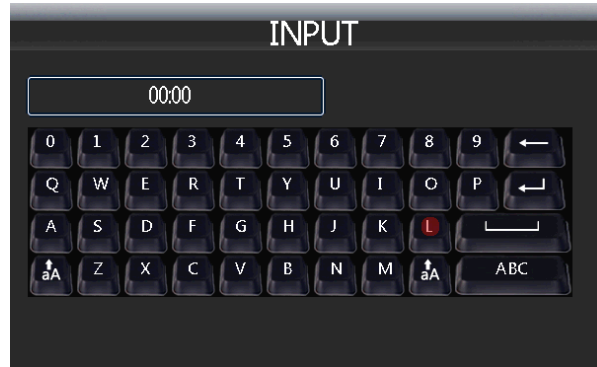 INPUT
00:00
0 1 2 3 4 5 6 7 8 9
Q W E R T Y U I O P
A S D F G H J K L
aA Z X C V B N M aA ABC